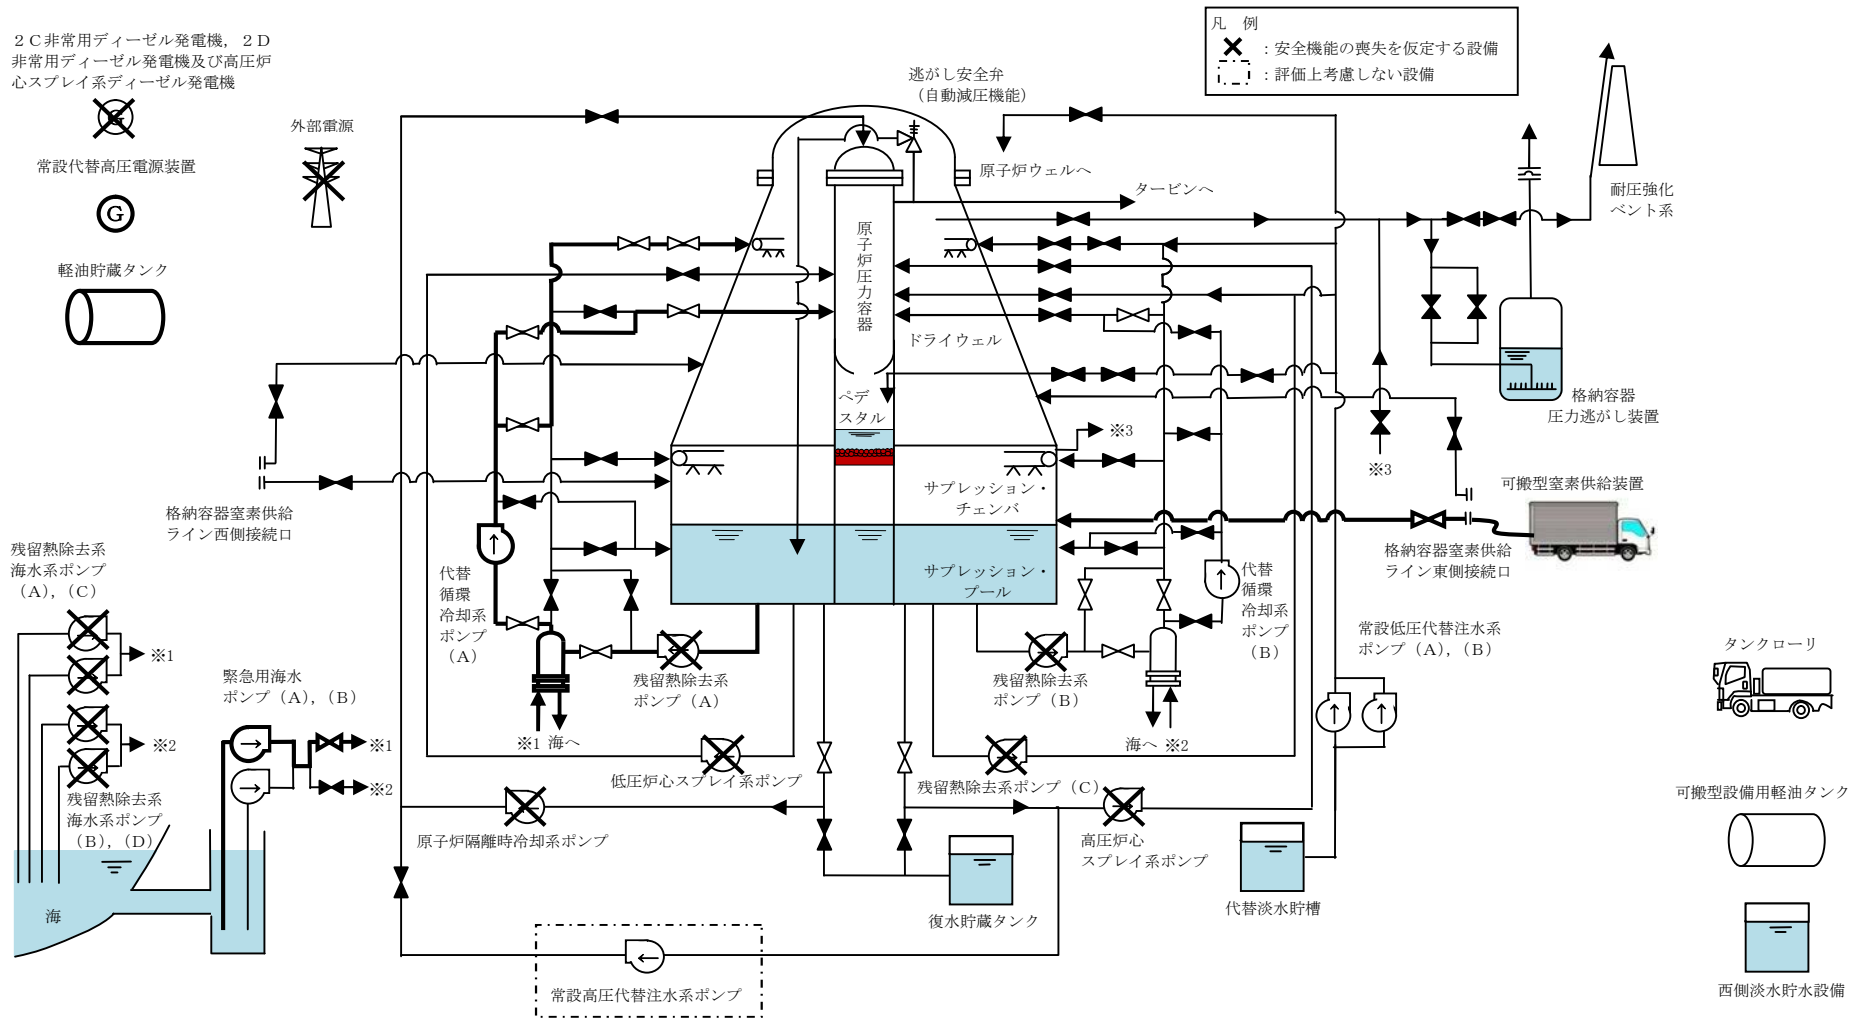 ２Ｃ非常用ディーゼル発電機，２Ｄ
非常用ディーゼル発電機及び高圧炉
心スプレイ系ディーゼル発電機
G
常設代替高圧電源装置
G
軽油貯蔵タンク
外部電源
凡　例
：安全機能の喪失を仮定する設備
：評価上考慮しない設備
逃がし安全弁
（自動減圧機能）
原子炉ウェルへ
タービンへ
耐圧強化
ベント系
原子炉圧力容器
ドライウェル
ペデ
スタル
※3
※3
格納容器
圧力逃がし装置
サプレッション・
チェンバ
サプレッション・
プール
可搬型窒素供給装置
格納容器窒素供給
ライン東側接続口
格納容器窒素供給
ライン西側接続口
残留熱除去系
海水系ポンプ
（A），（C）
※1
※2
残留熱除去系
海水系ポンプ
（B），（D）
海
緊急用海水
ポンプ（A），（B）
※1
※2
代替
循環
冷却系
ポンプ
（A）
残留熱除去系
ポンプ（A）
※1 海へ
残留熱除去系
ポンプ（B）
海へ ※2
代替
循環
冷却系
ポンプ
（B）
常設低圧代替注水系
ポンプ（A），（B）
タンクローリ
低圧炉心スプレイ系ポンプ
残留熱除去系ポンプ（C）
原子炉隔離時冷却系ポンプ
高圧炉心
スプレイ系ポンプ
可搬型設備用軽油タンク
復水貯蔵タンク
代替淡水貯槽
常設高圧代替注水系ポンプ
西側淡水貯水設備